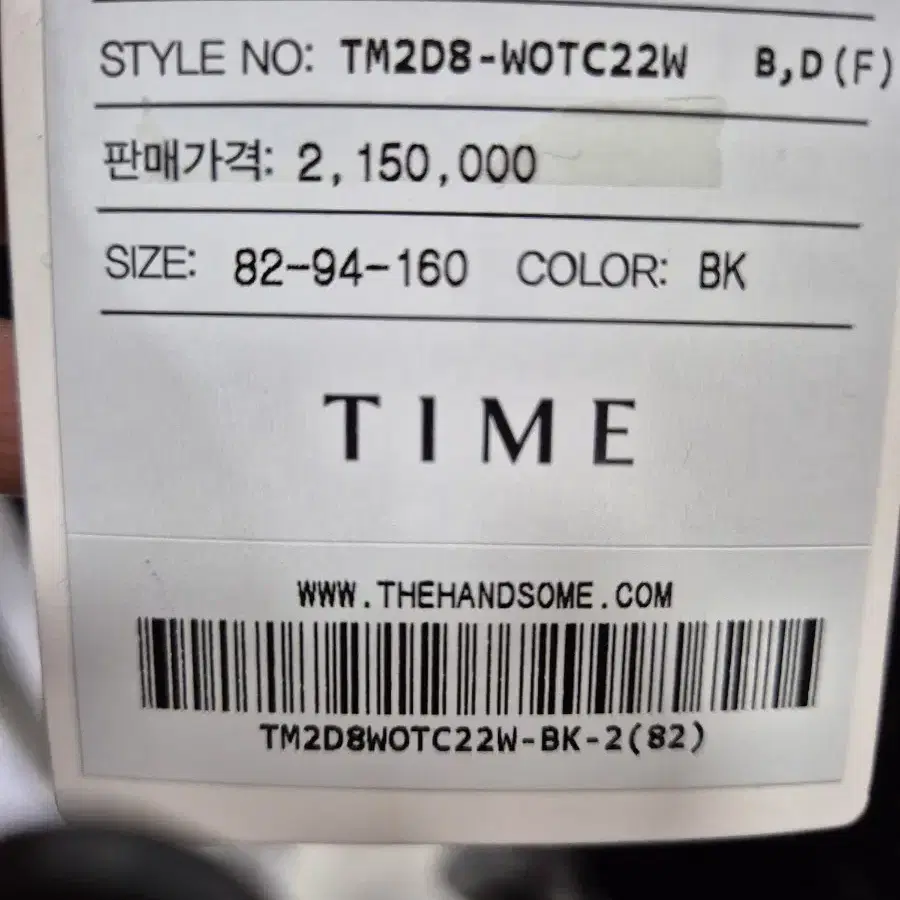 STYLE NO: TM2D8-WOTC22W B,D(F)
판매가격: 2,150,000
SIZE: 82-94-160 COLOR: BK
TIME
WWW.THEHANDSOME.COM
TM2D8WOTC22W-BK-2(82)